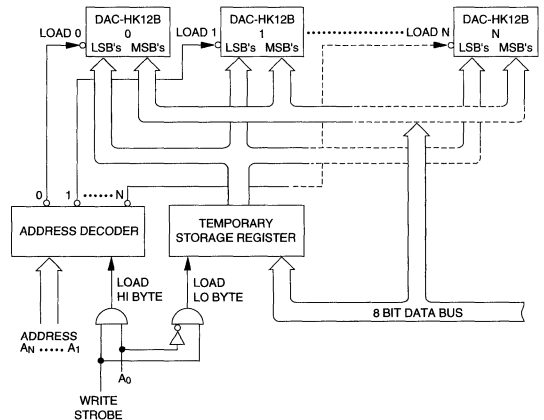 DAC-HK12B
0
LSB's MSB's
LOAD 0
DAC-HK12B
1
LSB's MSB's
LOAD 1
DAC-HK12B
N
LSB's MSB's
LOAD N
0
1
N
ADDRESS DECODER
TEMPORARY
STORAGE REGISTER
LOAD
HI BYTE
LOAD
LO BYTE
8 BIT DATA BUS
ADDRESS
AN ····· A1
A0
WRITE
STROBE